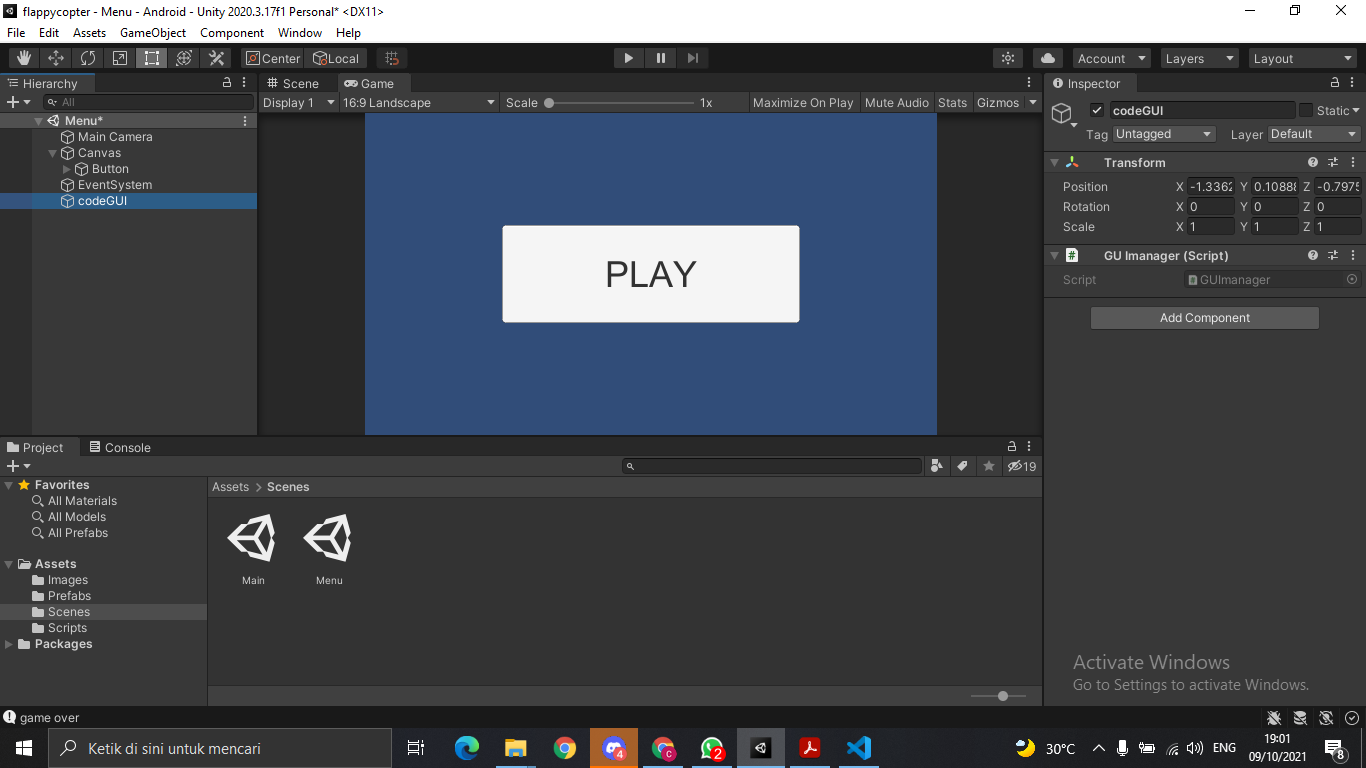 flappycopter - Menu - Android - Unity 2020.3.17f1 Personal* <DX11>
File Edit Assets GameObject Component Window Help
Center Local Account Layers Layout
Hierarchy
All
Menu*
Main Camera
Canvas
Button
EventSystem
codeGUI
Scene Game
Display 1 16:9 Landscape Scale 1x Maximize On Play Mute Audio Stats Gizmos
PLAY
Inspector
codeGUI Static
Tag Untagged Layer Default
Transform
Position X -1.3362 Y 0.1088 Z -0.7975
Rotation X 0 Y 0 Z 0
Scale X 1 Y 1 Z 1
GU Imanager (Script)
Script GUImanager
Add Component
Project Console
19
Favorites
All Materials
All Models
All Prefabs
Assets
Images
Prefabs
Scenes
Scripts
Packages
Assets > Scenes
Main Menu
Activate Windows
Go to Settings to activate Windows.
game over
Ketik di sini untuk mencari
4
C
2
30°C
ENG
19:01
09/10/2021
8